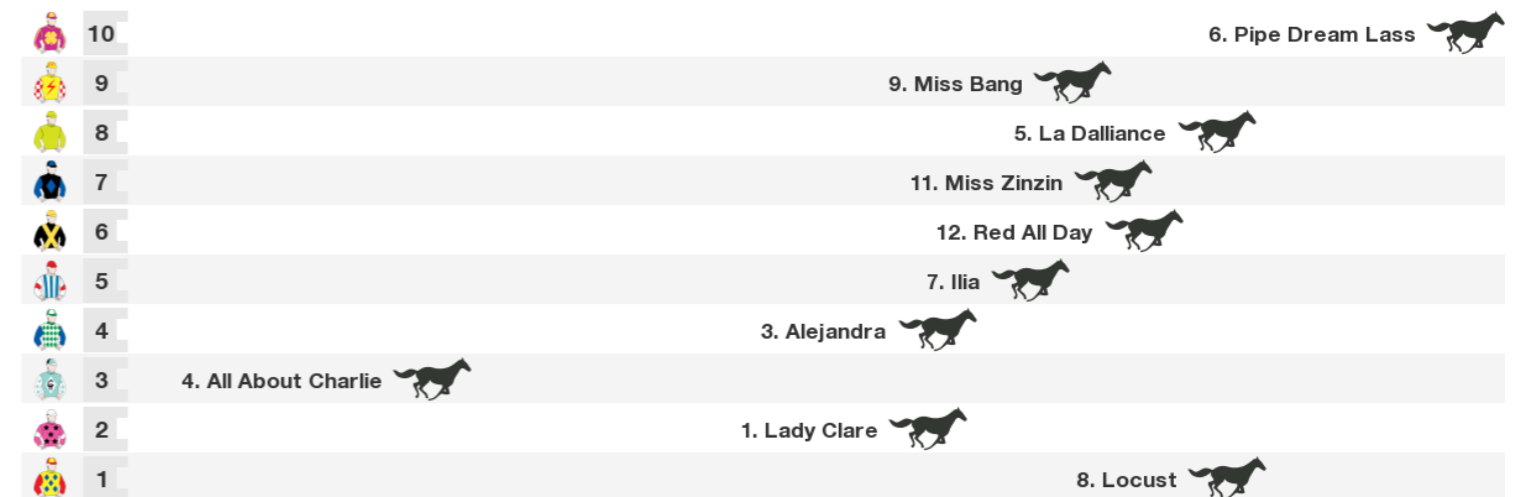 10 6. Pipe Dream Lass
9 9. Miss Bang
8 5. La Dalliance
7 11. Miss Zinzin
6 12. Red All Day
5 7. Ilia
4 3. Alejandra
3 4. All About Charlie
2 1. Lady Clare
1 8. Locust